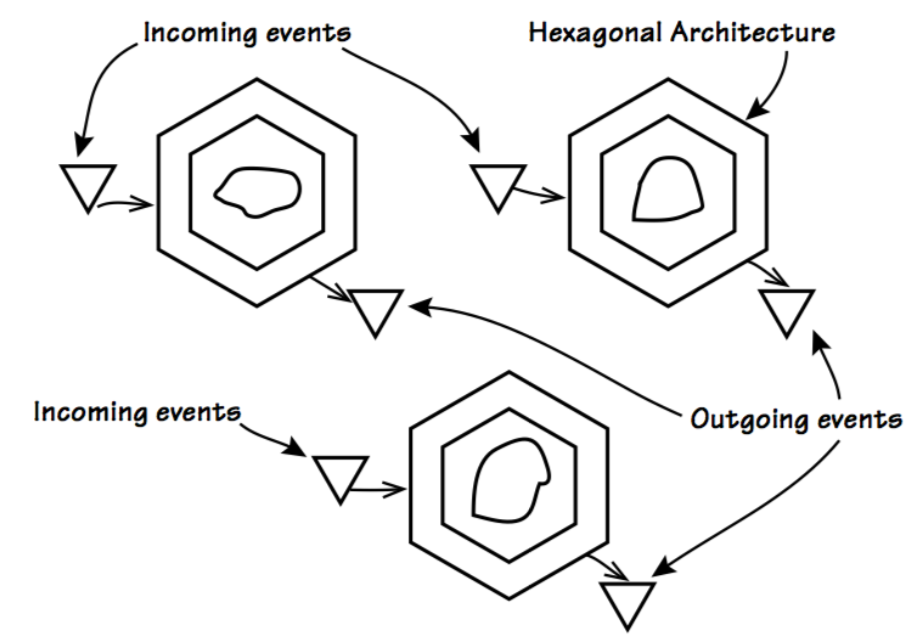 Incoming events
Hexagonal Architecture
Incoming events
Outgoing events